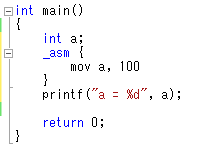 int main()
{
    int a;
    _asm {
        mov a, 100
    }
    printf("a = %d", a);

    return 0;
}